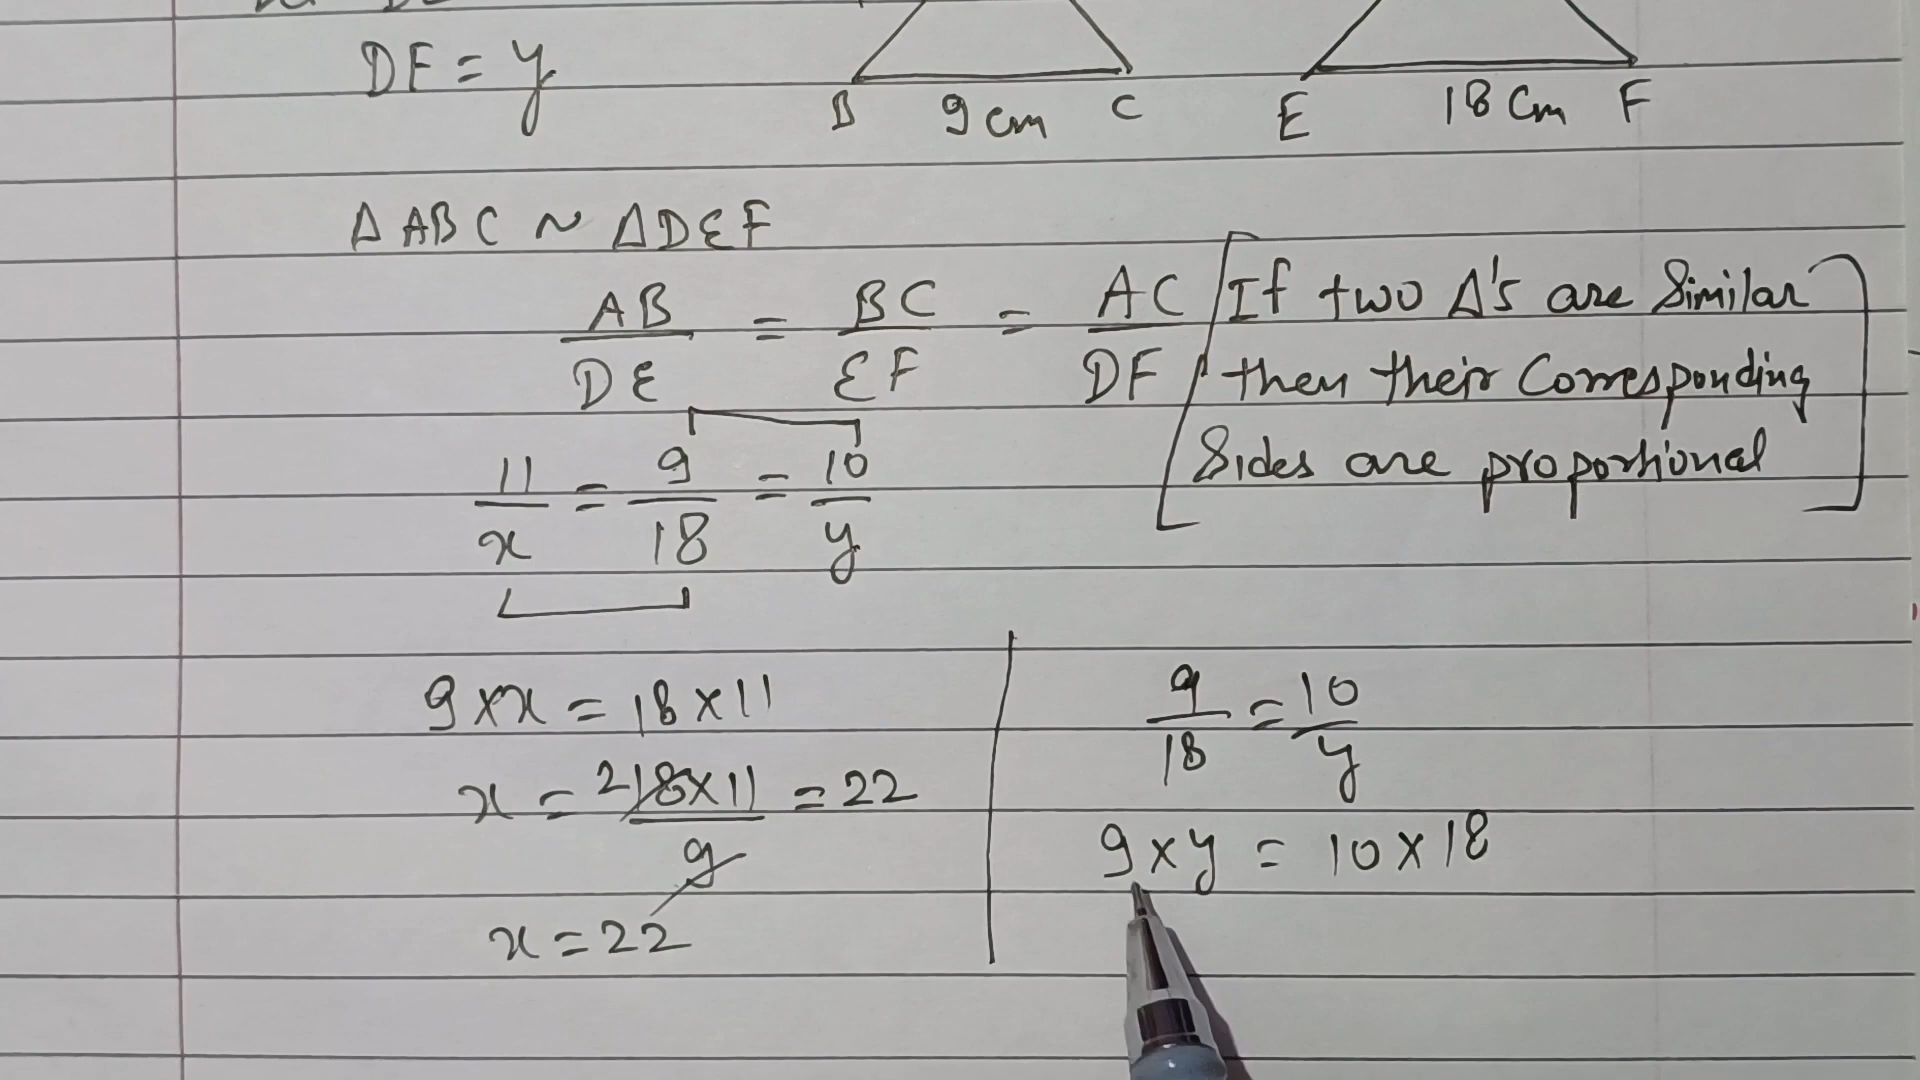 DF = y
B 9 cm C E 18 cm F
Δ ABC ~ ΔDEF
AB/DE = BC/EF = AC/DF [If two Δ's are Similar
then their Corresponding
Sides are proportional]
11/x = 9/18 = 10/y
9 × x = 18 × 11
x = 2 18×11/9 = 22
x = 22
9/18 = 10/y
9 × y = 10 × 18